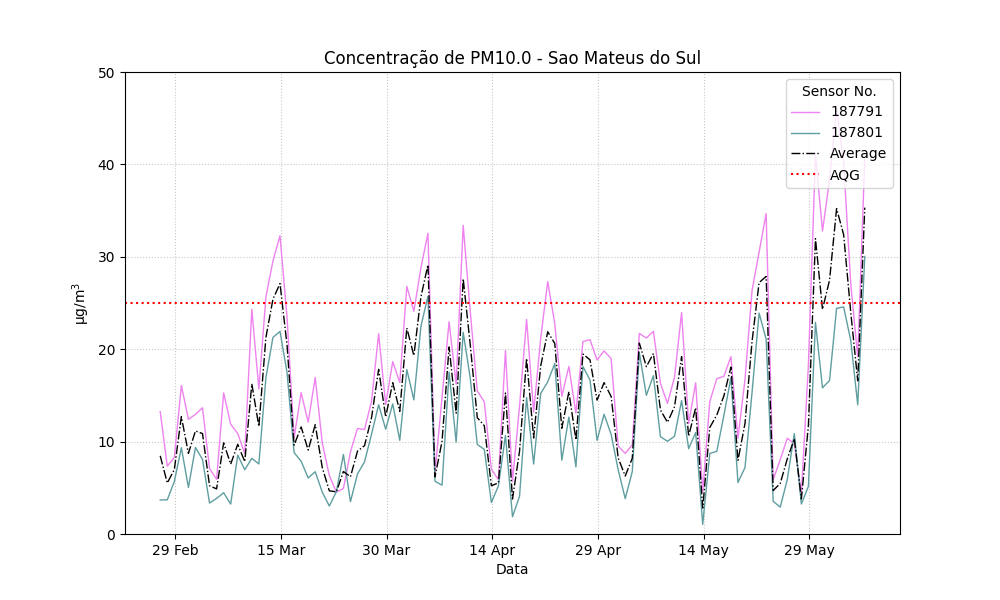 Concentração de PM10.0 - Sao Mateus do Sul
50
40
30
20
10
0
µg/m³
Sensor No.
187791
187801
Average
AQG
29 Feb
15 Mar
30 Mar
14 Apr
29 Apr
14 May
29 May
Data